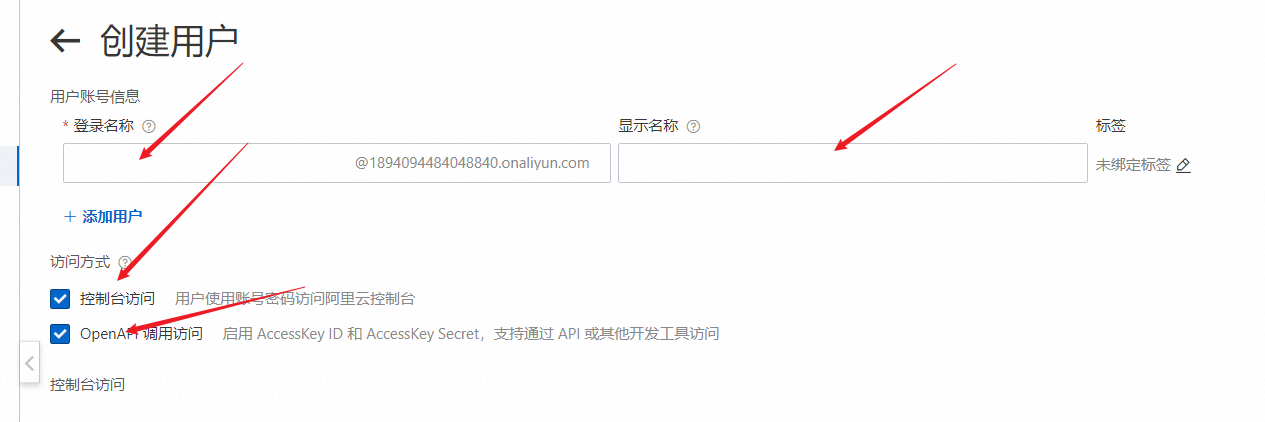 创建用户
用户账号信息
* 登录名称
显示名称
标签
@1894094484048840.onaliyun.com
未绑定标签
+ 添加用户
访问方式
控制台访问 用户使用账号密码访问阿里云控制台
OpenAPI 调用访问 启用 AccessKey ID 和 AccessKey Secret，支持通过 API 或其他开发工具访问
控制台访问